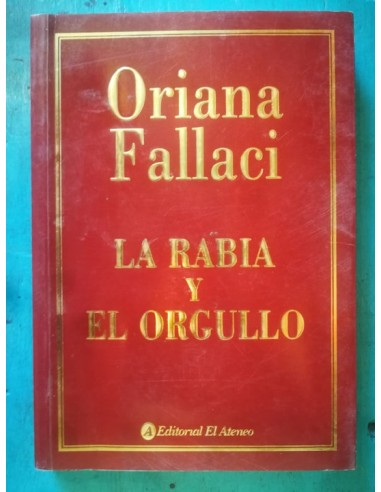 Oriana
Fallaci
LA RABIA
Y
EL ORGULLO
A Editorial El Ateneo